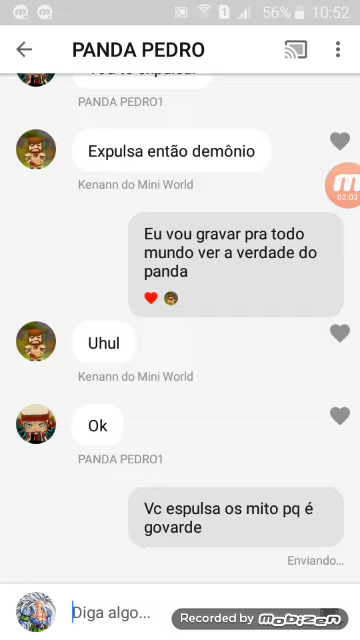 56% 10:52
PANDA PEDRO
PANDA PEDRO1
Expulsa então demônio
Kenann do Mini World
02:03
Eu vou gravar pra todo
mundo ver a verdade do
panda
Uhul
Kenann do Mini World
Ok
PANDA PEDRO1
Vc espulsa os mito pq é
govarde
Enviando...
Diga algo...
Recorded by Mobizen